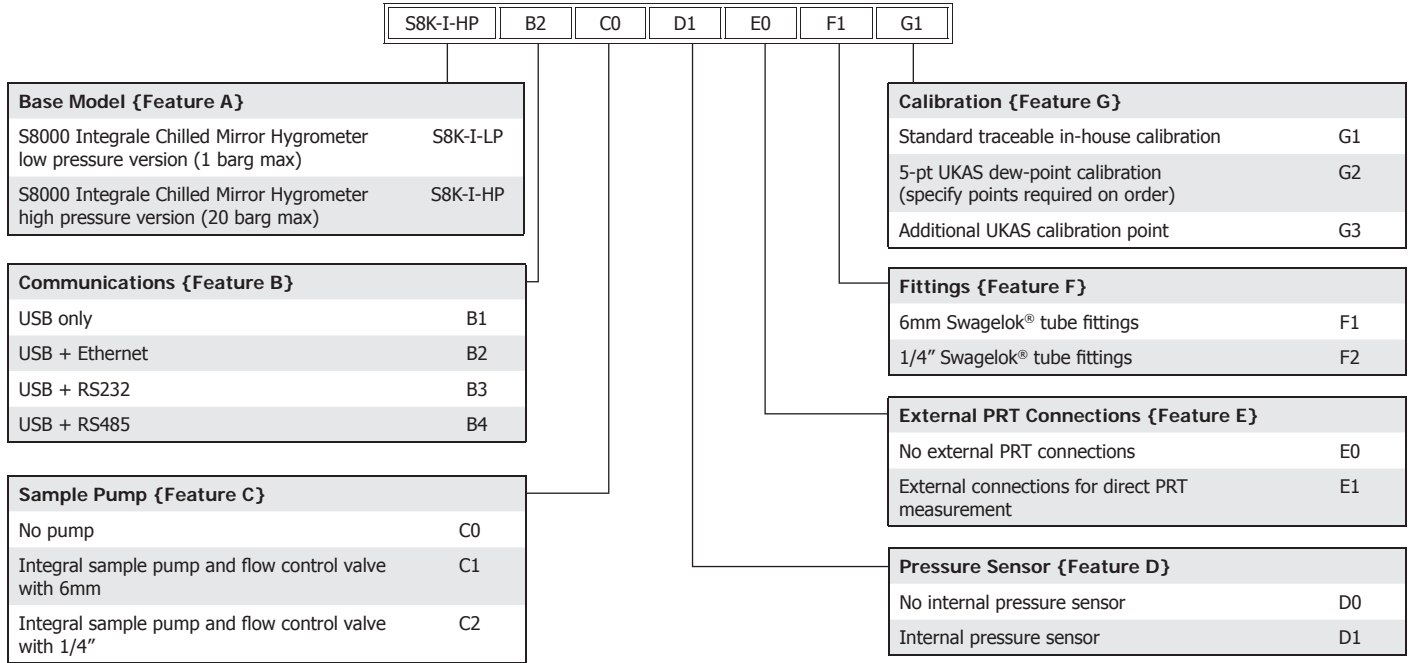 S8K-I-HP B2 C0 D1 E0 F1 G1
Base Model {Feature A}
S8000 Integrale Chilled Mirror Hygrometer S8K-I-LP
low pressure version (1 barg max)
S8000 Integrale Chilled Mirror Hygrometer S8K-I-HP
high pressure version (20 barg max)
Communications {Feature B}
USB only B1
USB + Ethernet B2
USB + RS232 B3
USB + RS485 B4
Sample Pump {Feature C}
No pump C0
Integral sample pump and flow control valve C1
with 6mm
Integral sample pump and flow control valve C2
with 1/4″
Calibration {Feature G}
Standard traceable in-house calibration G1
5-pt UKAS dew-point calibration G2
(specify points required on order)
Additional UKAS calibration point G3
Fittings {Feature F}
6mm Swagelok® tube fittings F1
1/4″ Swagelok® tube fittings F2
External PRT Connections {Feature E}
No external PRT connections E0
External connections for direct PRT E1
measurement
Pressure Sensor {Feature D}
No internal pressure sensor D0
Internal pressure sensor D1